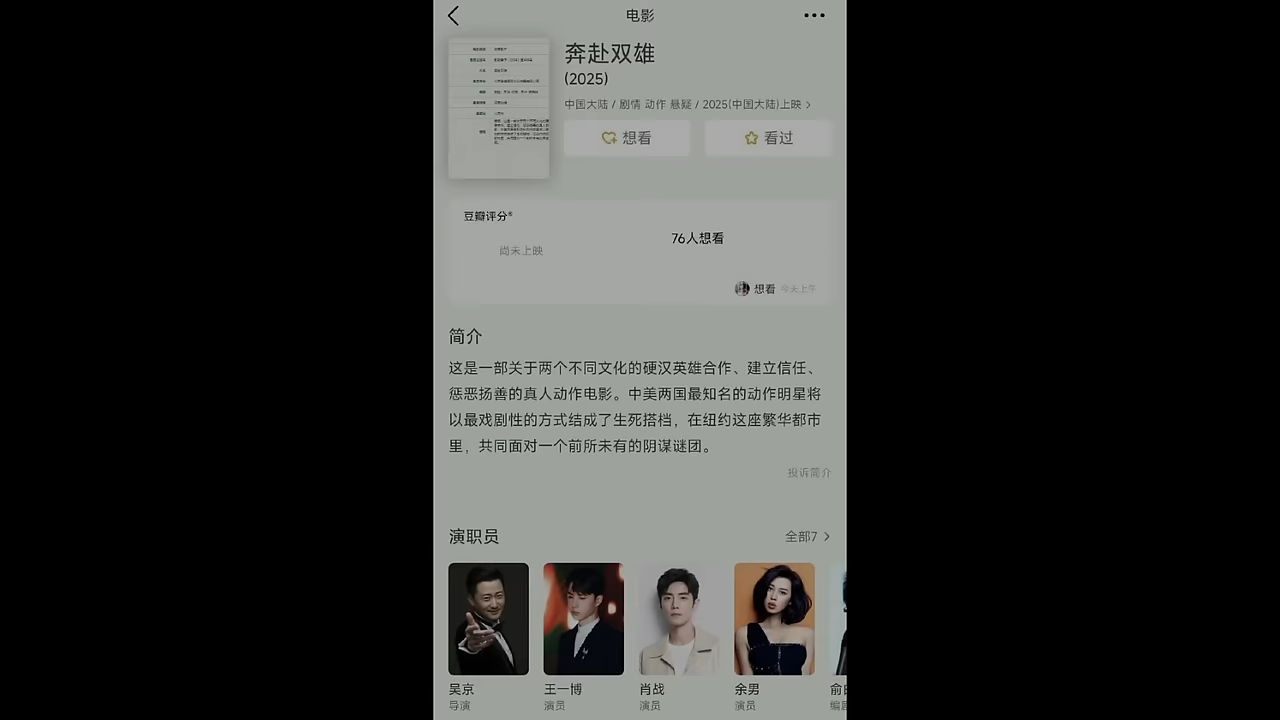 电影
奔赴双雄
(2025)
中国大陆 / 剧情 动作 悬疑 / 2025(中国大陆)上映 >
想看
看过
豆瓣评分®
尚未上映
76人想看
想看 今天上午
简介
这是一部关于两个不同文化的硬汉英雄合作、建立信任、
惩恶扬善的真人动作电影。中美两国最知名的动作明星将
以最戏剧性的方式结成了生死搭档，在纽约这座繁华都市
里，共同面对一个前所未有的阴谋谜团。
投诉简介
演职员
全部7 >
吴京
导演
王一博
演员
肖战
演员
余男
演员
俞
编剧